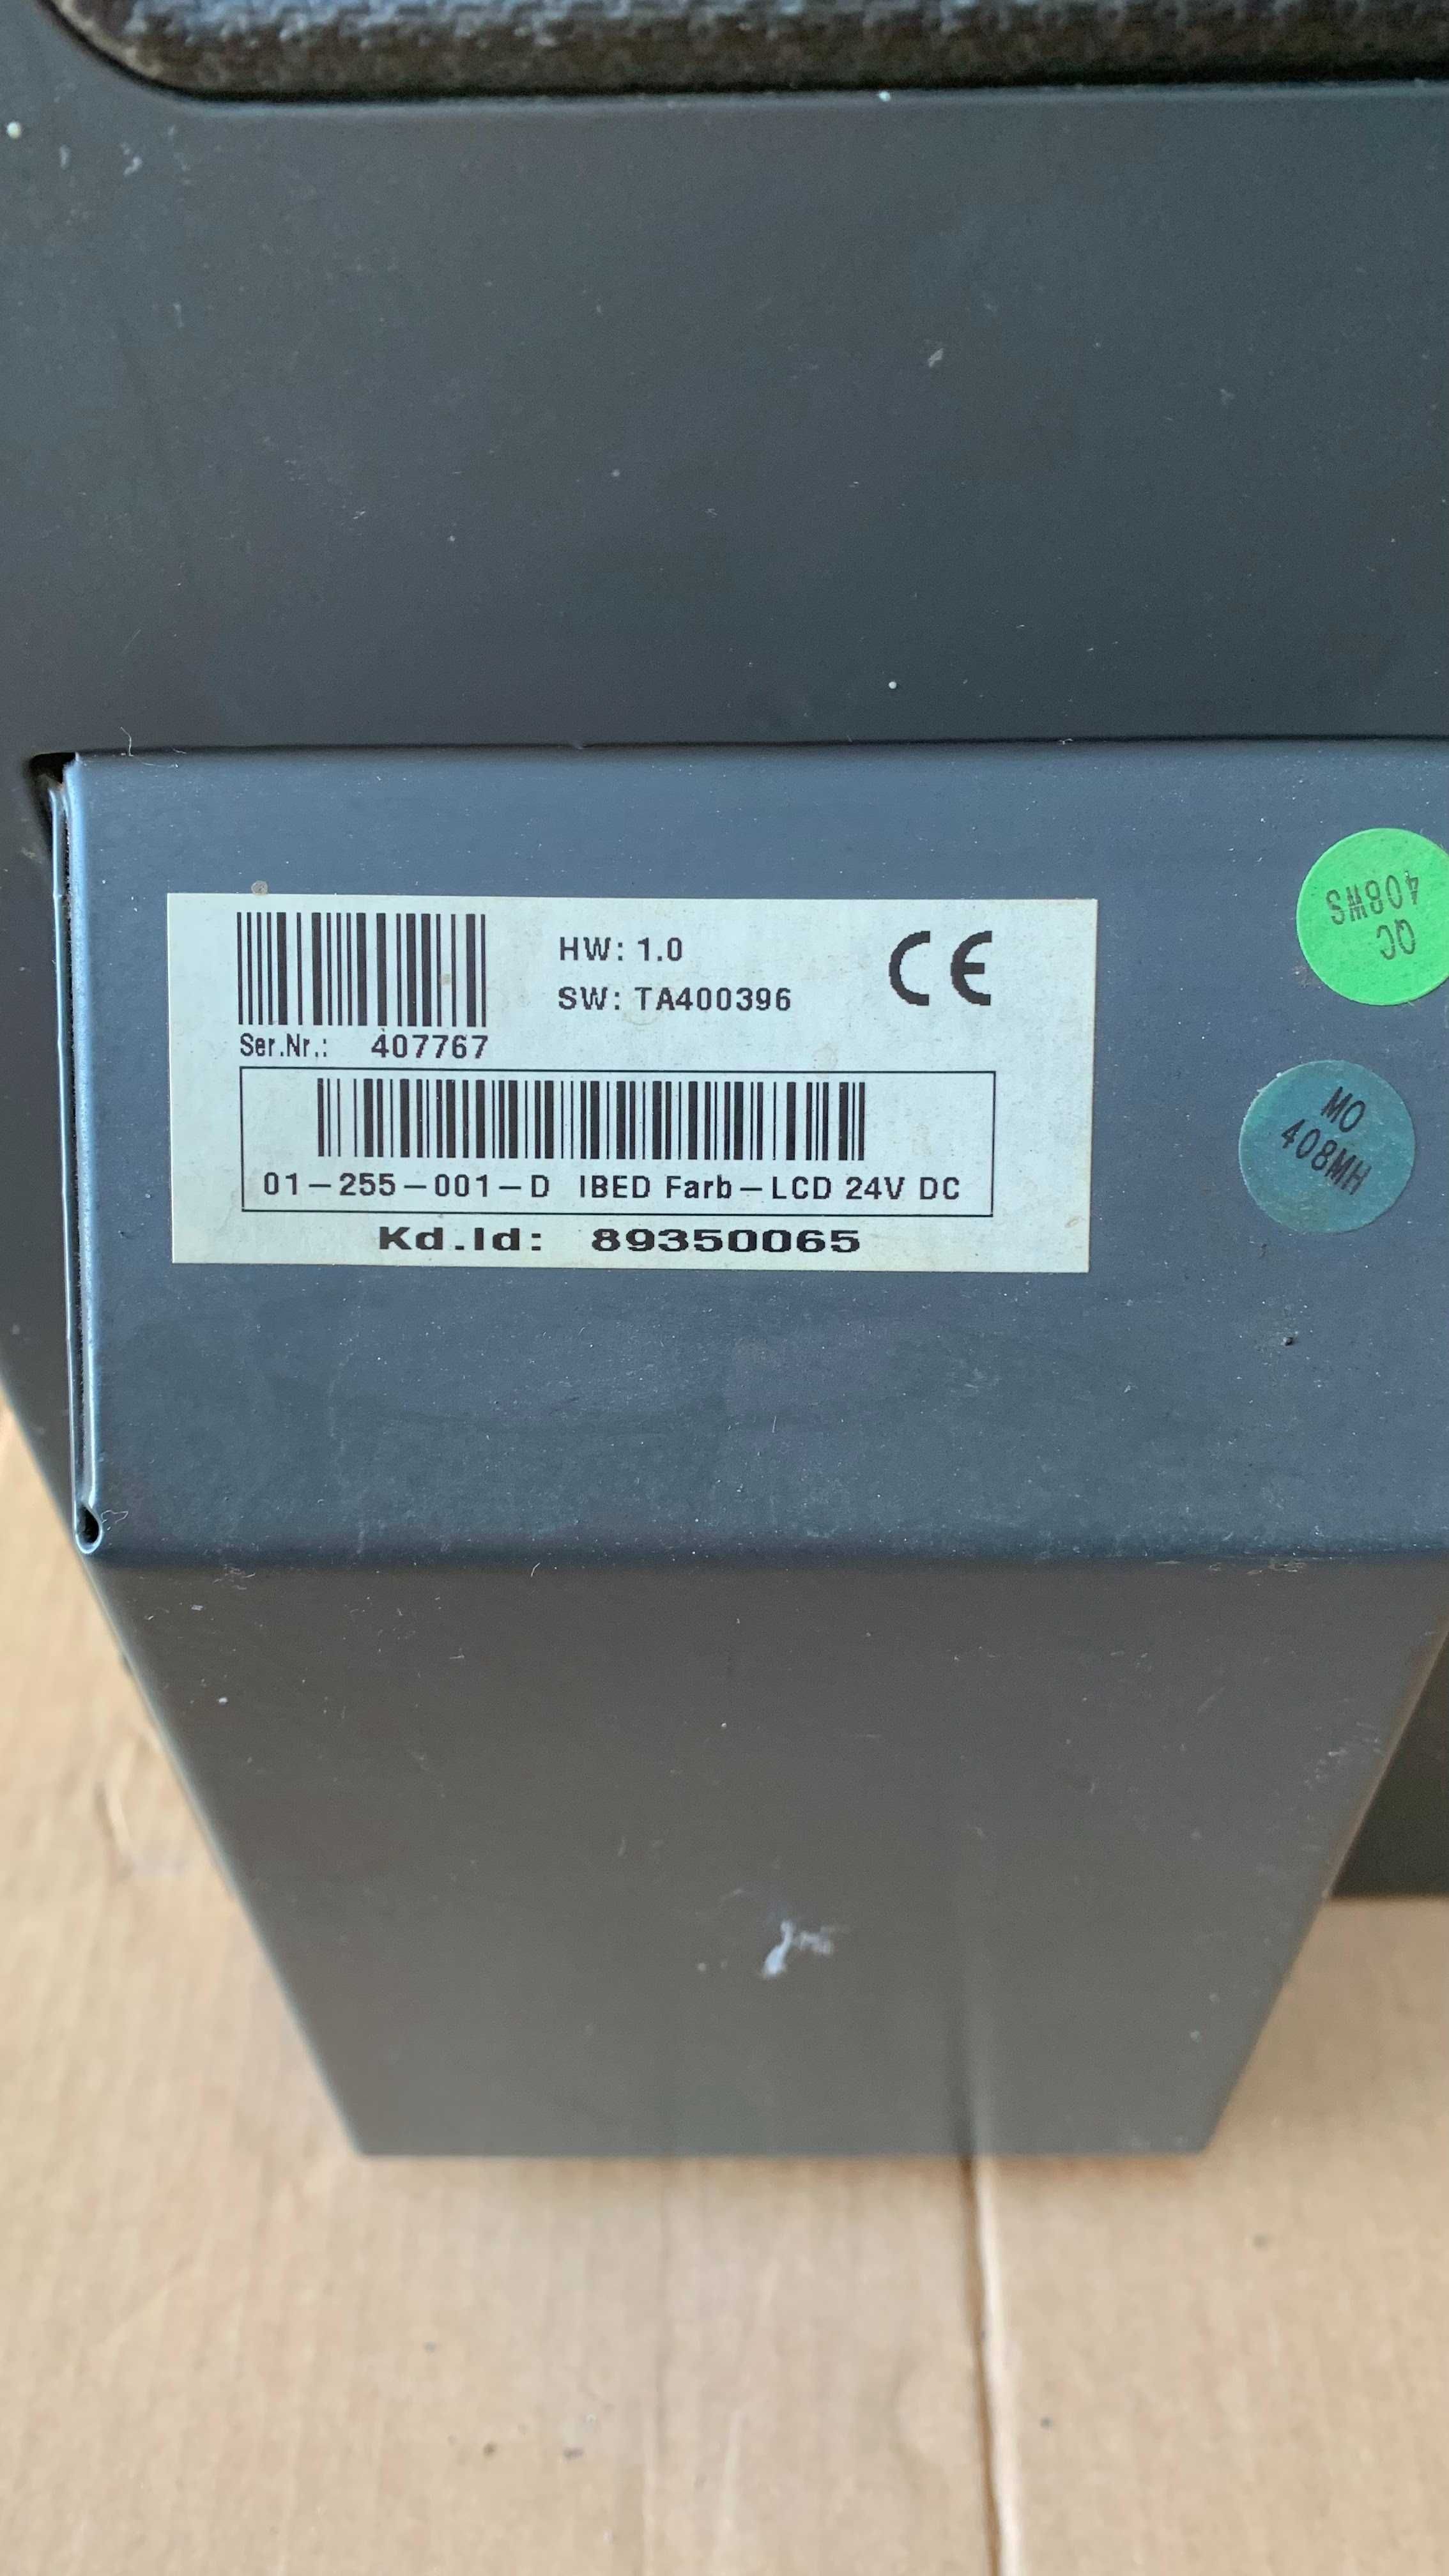 HW: 1.0
CE
SW: TA400396
Ser.Nr.: 407767
01-255-001-D IBED Farb-LCD 24V DC
Kd.Id: 89350065
QC
408WS
MO
408MH